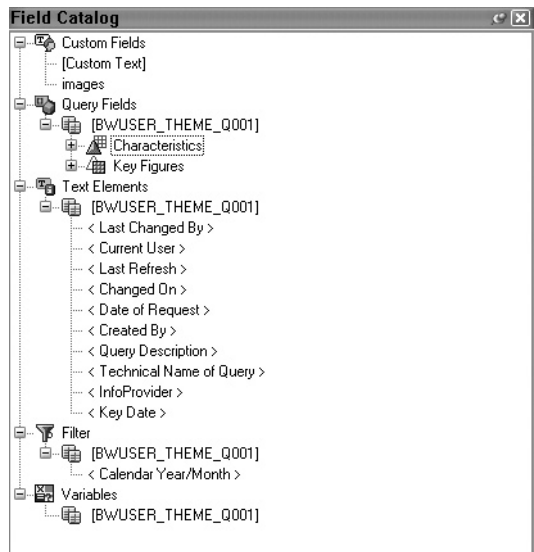 Field Catalog
Custom Fields
[Custom Text]
images
Query Fields
[BWUSER_THEME_Q001]
Characteristics
Key Figures
Text Elements
[BWUSER_THEME_Q001]
< Last Changed By >
< Current User >
< Last Refresh >
< Changed On >
< Date of Request >
< Created By >
< Query Description >
< Technical Name of Query >
< InfoProvider >
< Key Date >
Filter
[BWUSER_THEME_Q001]
< Calendar Year/Month >
Variables
[BWUSER_THEME_Q001]